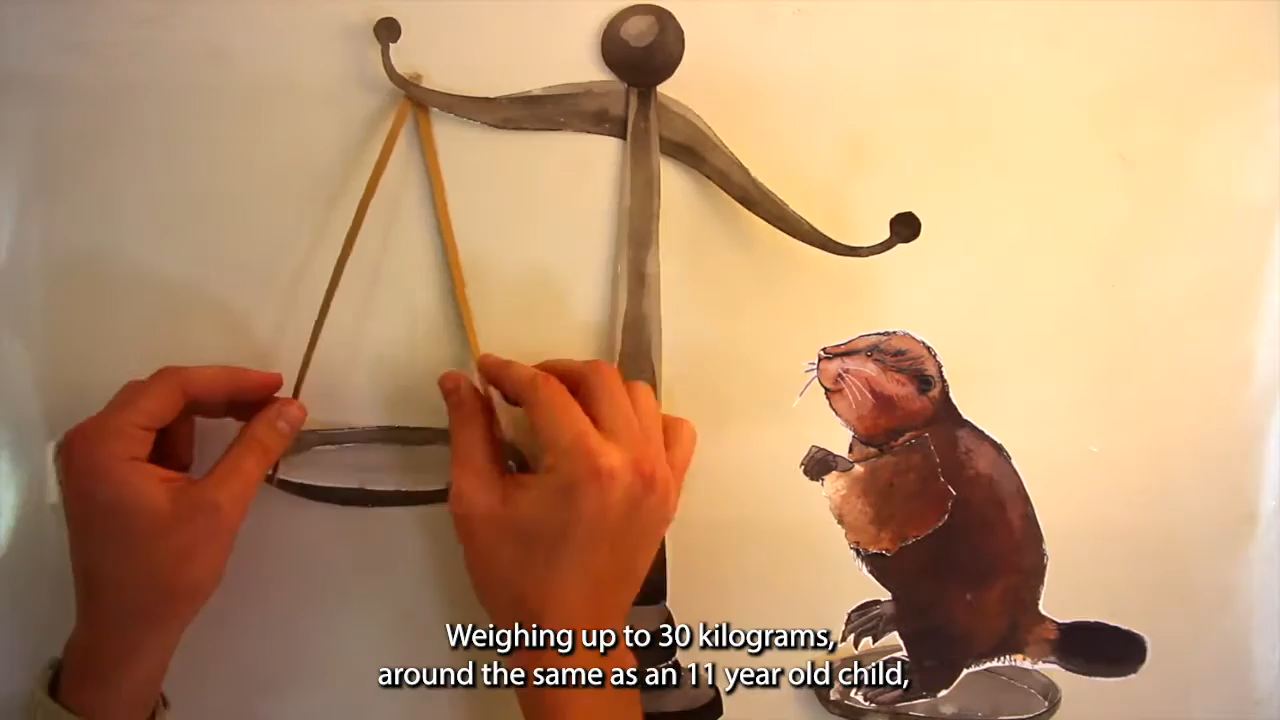 Weighing up to 30 kilograms,
around the same as an 11 year old child,